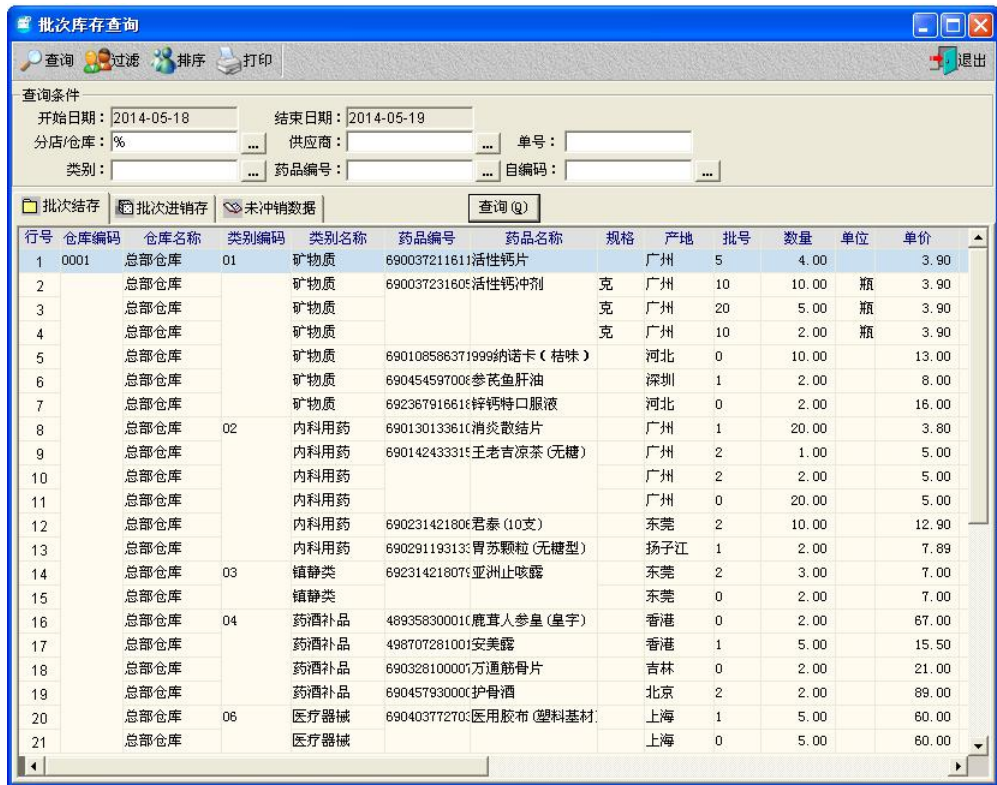 批次库存查询
查询 过滤 排序 打印 退出
查询条件
开始日期：2014-05-18 结束日期：2014-05-19
分店/仓库：% ... 供应商： ... 单号：
类别： ... 药品编号： ... 自编码： ...
批次结存 批次进销存 未冲销数据 查询(Q)
行号 仓库编码 仓库名称 类别编码 类别名称 药品编号 药品名称 规格 产地 批号 数量 单位 单价
1 0001 总部仓库 01 矿物质 690037211611 活性钙片 广州 5 4.00 3.90
2 总部仓库 矿物质 69003723160 活性钙冲剂 克 广州 10 10.00 瓶 3.90
3 总部仓库 矿物质 克 广州 20 5.00 瓶 3.90
4 总部仓库 矿物质 克 广州 10 2.00 瓶 3.90
5 总部仓库 矿物质 690108586371 999纳诺卡（桔味） 河北 0 10.00 13.00
6 总部仓库 矿物质 69045459700 参芪鱼肝油 深圳 1 2.00 8.00
7 总部仓库 矿物质 69236791661 锌钙特口服液 河北 0 2.00 16.00
8 总部仓库 02 内科用药 69013013361 消炎散结片 广州 1 20.00 3.80
9 总部仓库 内科用药 69014243331 王老吉凉茶(无糖) 广州 2 1.00 5.00
10 总部仓库 内科用药 广州 2 2.00 5.00
11 总部仓库 内科用药 广州 0 20.00 5.00
12 总部仓库 内科用药 69023142180 君泰(10支) 东莞 2 10.00 12.90
13 总部仓库 内科用药 69029119313 胃苏颗粒(无糖型) 扬子江 1 2.00 7.89
14 总部仓库 03 镇静类 69231421807 亚洲止咳露 东莞 2 3.00 7.00
15 总部仓库 镇静类 东莞 0 2.00 7.00
16 总部仓库 04 药酒补品 48935830001 鹿茸人参皇(皇字) 香港 0 2.00 67.00
17 总部仓库 药酒补品 498707281001 安美露 香港 1 5.00 15.50
18 总部仓库 药酒补品 69032810000 万通筋骨片 吉林 0 2.00 21.00
19 总部仓库 药酒补品 69045793000 护骨酒 北京 2 2.00 89.00
20 总部仓库 06 医疗器械 69040377270 医用胶布(塑料基材) 上海 1 5.00 60.00
21 总部仓库 医疗器械 上海 0 5.00 60.00